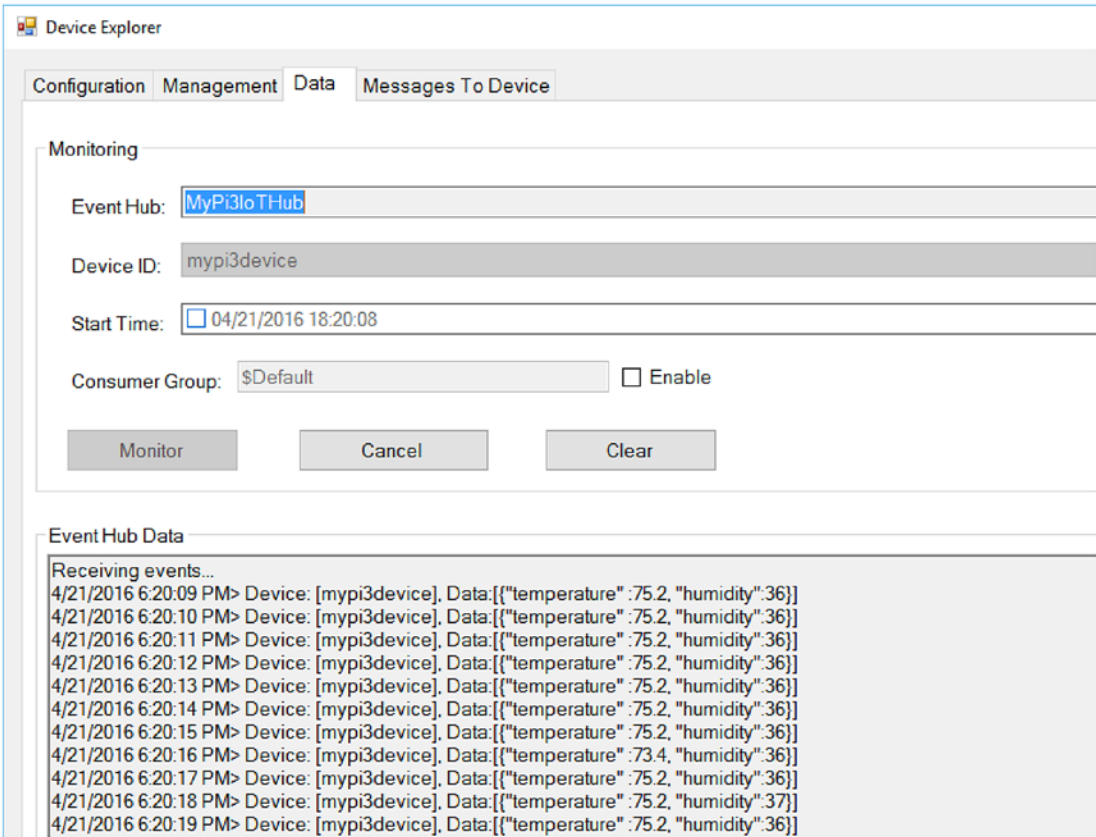 Device Explorer
Configuration Management Data Messages To Device
Monitoring
Event Hub: MyPi3IoTHub
Device ID: mypi3device
Start Time: 04/21/2016 18:20:08
Consumer Group: $Default Enable
Monitor Cancel Clear
Event Hub Data
Receiving events...
4/21/2016 6:20:09 PM> Device: [mypi3device], Data:[{"temperature" :75.2, "humidity":36}]
4/21/2016 6:20:10 PM> Device: [mypi3device], Data:[{"temperature" :75.2, "humidity":36}]
4/21/2016 6:20:11 PM> Device: [mypi3device], Data:[{"temperature" :75.2, "humidity":36}]
4/21/2016 6:20:12 PM> Device: [mypi3device], Data:[{"temperature" :75.2, "humidity":36}]
4/21/2016 6:20:13 PM> Device: [mypi3device], Data:[{"temperature" :75.2, "humidity":36}]
4/21/2016 6:20:14 PM> Device: [mypi3device], Data:[{"temperature" :75.2, "humidity":36}]
4/21/2016 6:20:15 PM> Device: [mypi3device], Data:[{"temperature" :75.2, "humidity":36}]
4/21/2016 6:20:16 PM> Device: [mypi3device], Data:[{"temperature" :73.4, "humidity":36}]
4/21/2016 6:20:17 PM> Device: [mypi3device], Data:[{"temperature" :75.2, "humidity":36}]
4/21/2016 6:20:18 PM> Device: [mypi3device], Data:[{"temperature" :75.2, "humidity":37}]
4/21/2016 6:20:19 PM> Device: [mypi3device], Data:[{"temperature" :75.2, "humidity":36}]